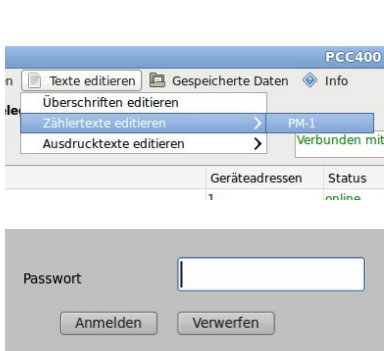 PCC400
n Texte editieren Gespeicherte Daten Info
Überschriften editieren
Zählertexte editieren PM-1
Ausdrucktexte editieren
Verbunden mit
Geräteadressen Status
1 online
Passwort
Anmelden Verwerfen